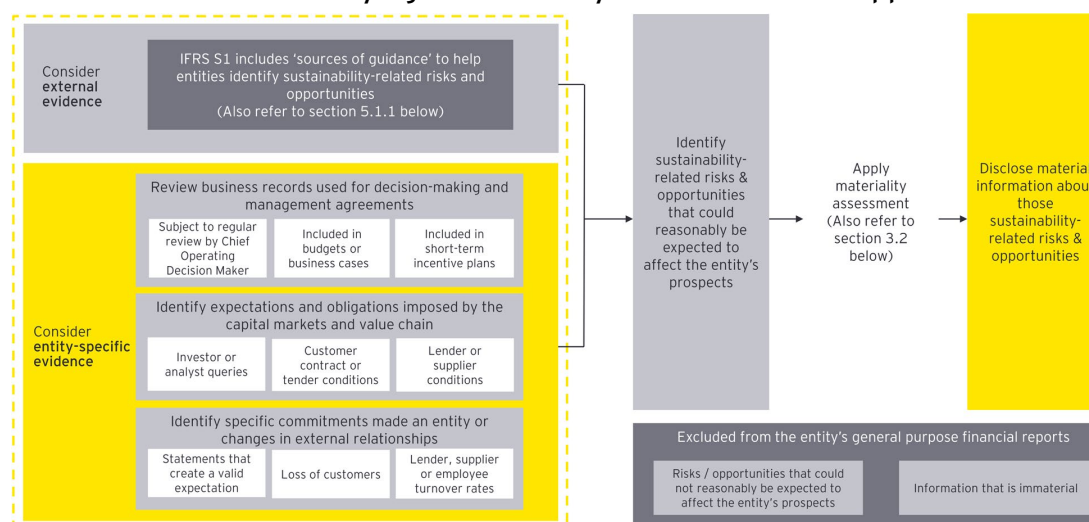 Consider
external
evidence
IFRS S1 includes ‘sources of guidance’ to help
entities identify sustainability-related risks and
opportunities
(Also refer to section 5.1.1 below)
Consider
entity-specific
evidence
Review business records used for decision-making and
management agreements
Subject to regular
review by Chief
Operating
Decision Maker
Included in
budgets or
business cases
Included in
short-term
incentive plans
Identify expectations and obligations imposed by the
capital markets and value chain
Investor or
analyst queries
Customer
contract or
tender conditions
Lender or
supplier
conditions
Identify specific commitments made an entity or
changes in external relationships
Statements that
create a valid
expectation
Loss of customers
Lender, supplier
or employee
turnover rates
Identify
sustainability-
related risks &
opportunities
that could
reasonably be
expected to
affect the entity’s
prospects
Apply
materiality
assessment
(Also refer to
section 3.2
below)
Disclose materia
information abou
those
sustainability-
related risks &
opportunities
Excluded from the entity’s general purpose financial reports
Risks / opportunities that could
not reasonably be expected to
affect the entity’s prospects
Information that is immaterial